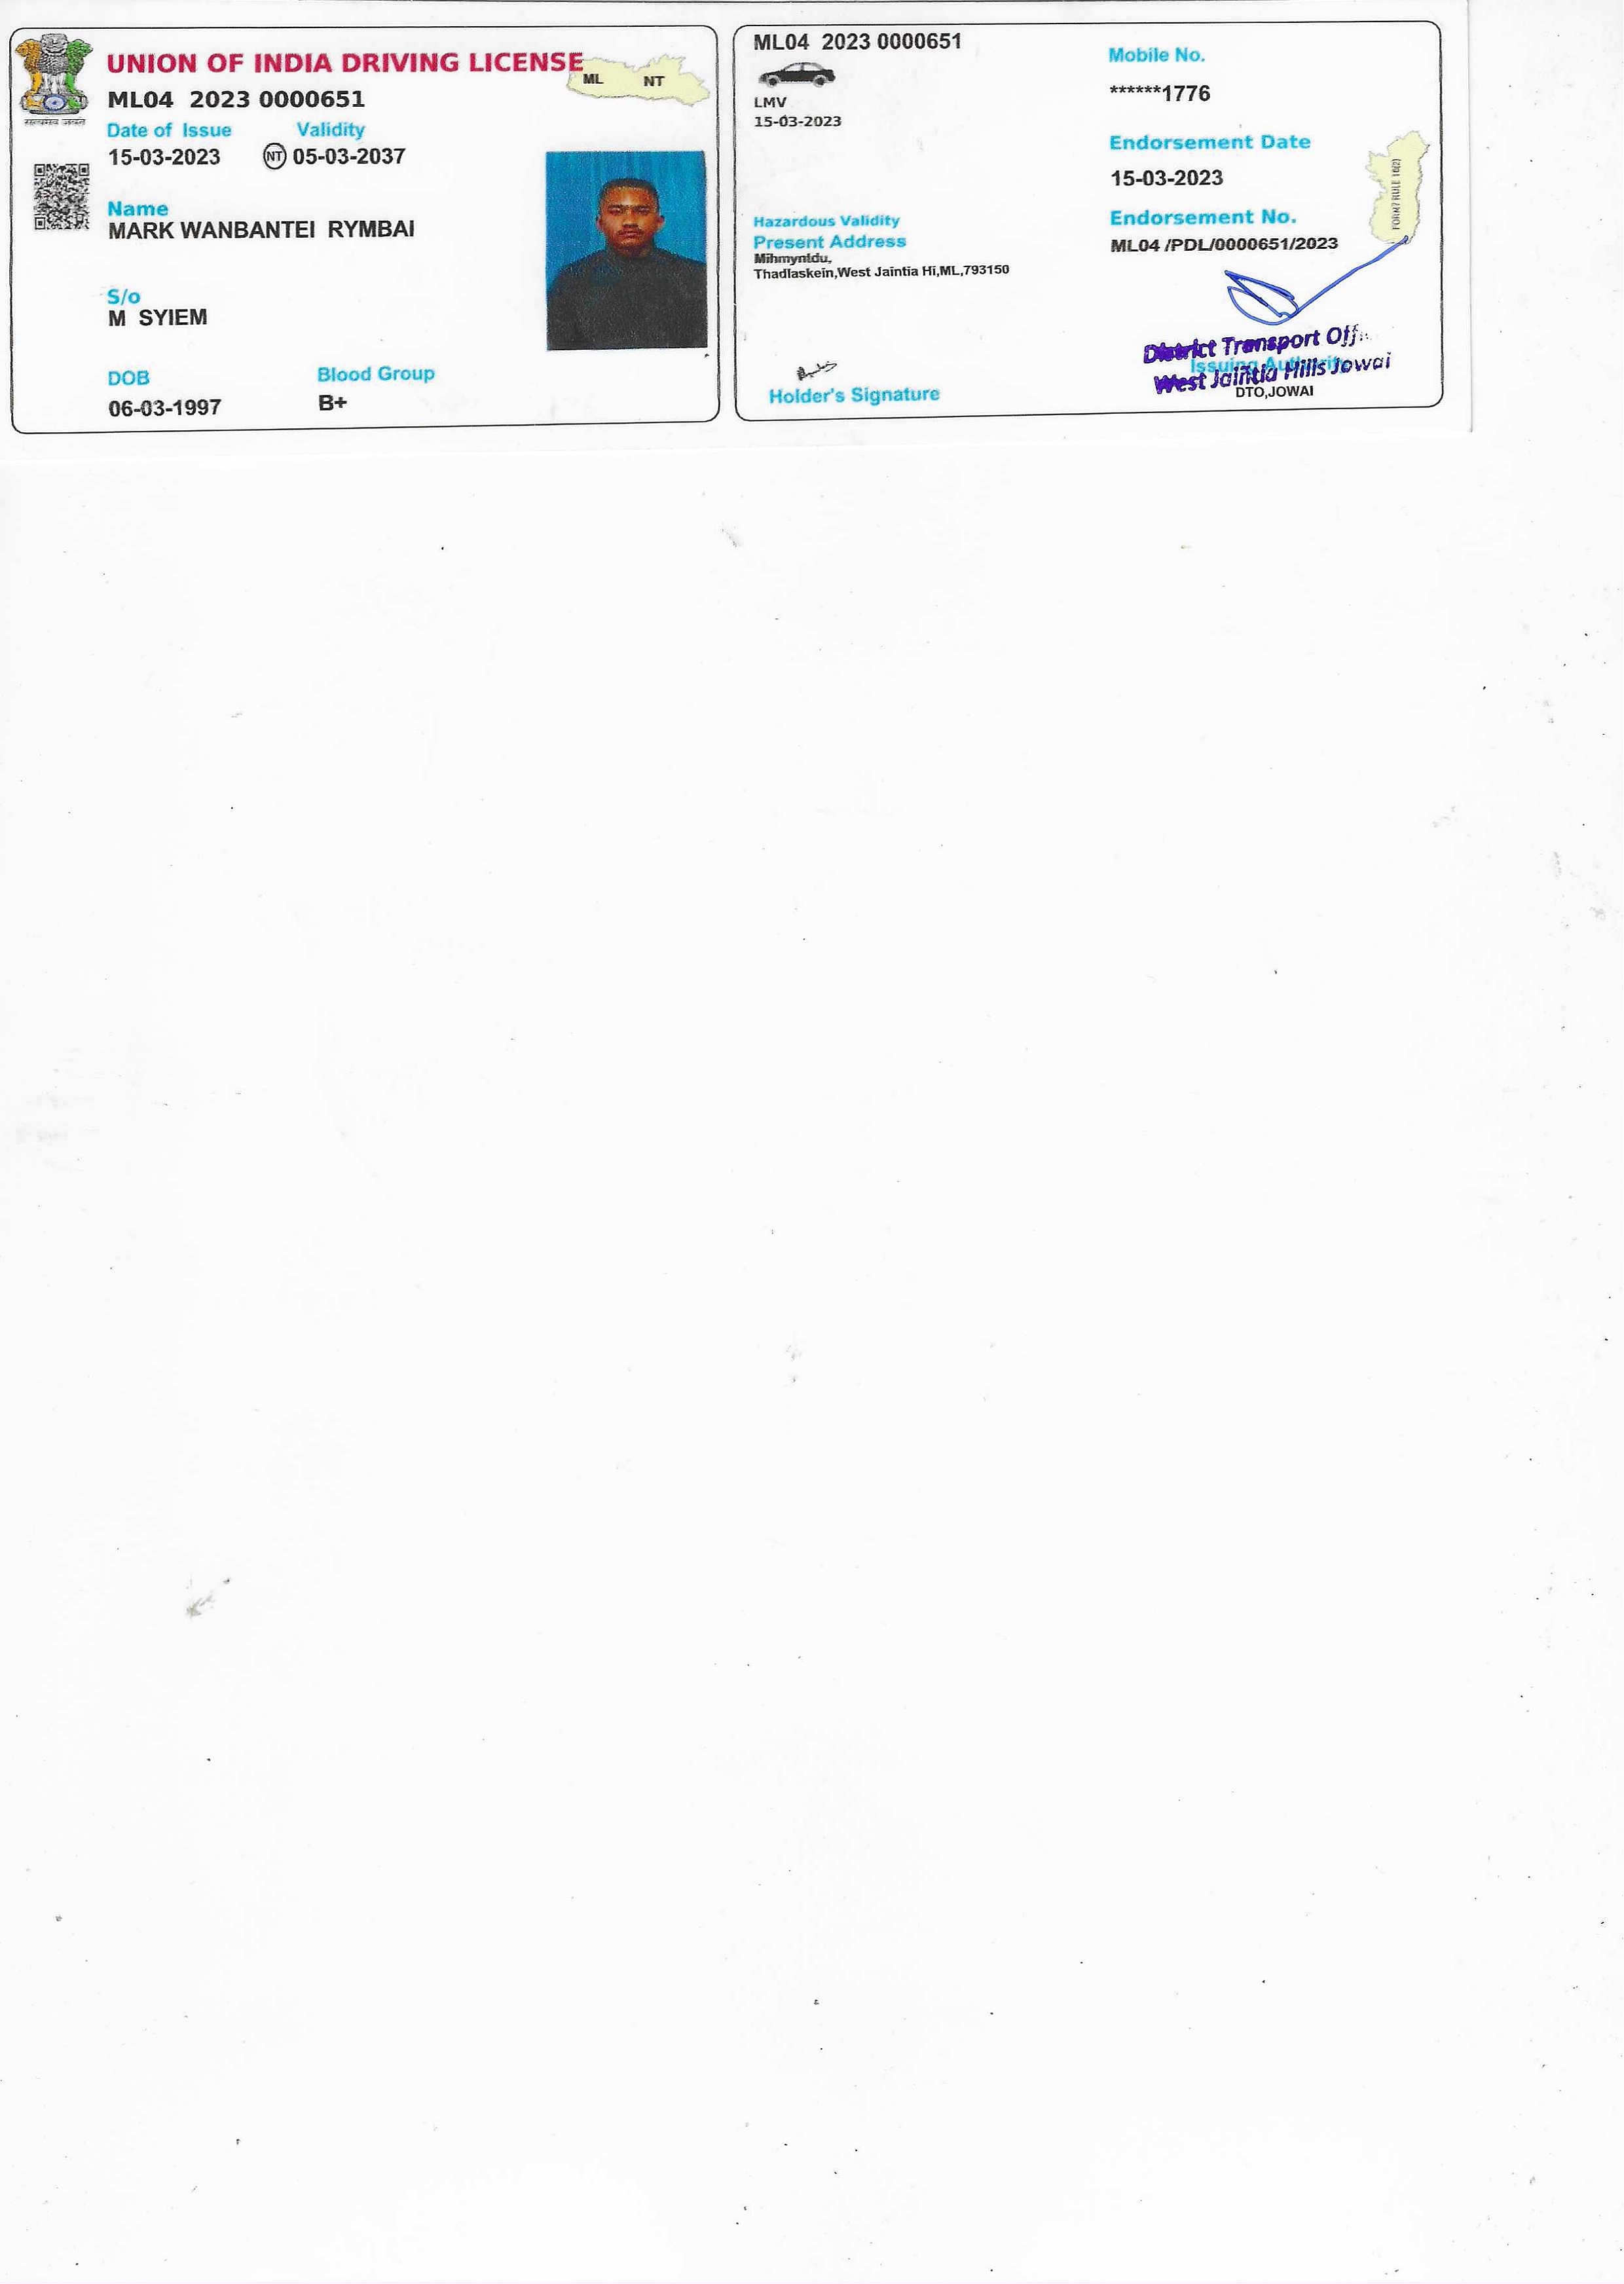 UNION OF INDIA DRIVING LICENSE
ML NT
ML04 2023 0000651
Date of Issue Validity
15-03-2023 NT 05-03-2037
Name
MARK WANBANTEI RYMBAI
S/o
M SYIEM
DOB Blood Group
06-03-1997 B+
सत्यमेव जयते
ML04 2023 0000651
LMV
15-03-2023
Hazardous Validity
Present Address
Mihmyntdu,
Thadlaskein,West Jaintia Hi,ML,793150
Holder's Signature
Mobile No.
******1776
Endorsement Date
15-03-2023
Endorsement No.
ML04 /PDL/0000651/2023
FORM7 RULE 16(2)
District Transport
Issuing Authority
West Jaintia Hills Jowai
DTO,JOWAI